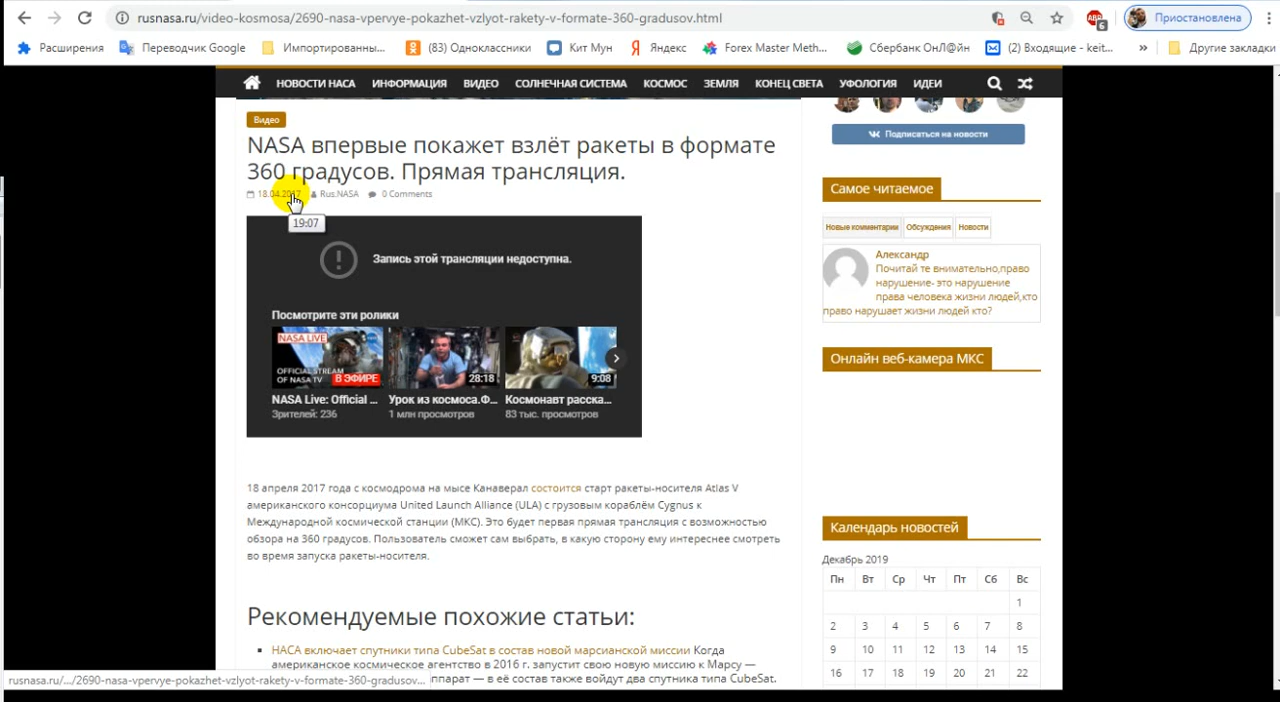 rusnasa.ru/video-kosmosa/2690-nasa-vpervye-pokazhet-vzlyot-rakety-v-formate-360-gradusov.html
6
Приостановлена
Расширения
Переводчик Google
Импортированны...
(83) Одноклассники
Кит Мун
Яндекс
Forex Master Meth...
Сбербанк ОнЛ@йн
(2) Входящие - keit...
»
Другие закладки
НОВОСТИ НАСА
ИНФОРМАЦИЯ
ВИДЕО
СОЛНЕЧНАЯ СИСТЕМА
КОСМОС
ЗЕМЛЯ
КОНЕЦ СВЕТА
УФОЛОГИЯ
ИДЕИ
Видео
NASA впервые покажет взлёт ракеты в формате
360 градусов. Прямая трансляция.
18.04.2017 Rus.NASA 0 Comments
19:07
Запись этой трансляции недоступна.
Посмотрите эти ролики
NASA LIVE
OFFICIAL STREAM
OF NASA TV
В ЭФИРЕ
28:18
9:08
NASA Live: Official ...
Урок из космоса.Ф...
Космонавт расска...
Зрителей: 236
1 млн просмотров
83 тыс. просмотров
18 апреля 2017 года с космодрома на мысе Канаверал состоится старт ракеты-носителя Atlas V
американского консорциума United Launch Alliance (ULA) с грузовым кораблём Cygnus к
Международной космической станции (МКС). Это будет первая прямая трансляция с возможностью
обзора на 360 градусов. Пользователь сможет сам выбрать, в какую сторону ему интереснее смотреть
во время запуска ракеты-носителя.
Рекомендуемые похожие статьи:
НАСА включает спутники типа CubeSat в состав новой марсианской миссии Когда
американское космическое агентство в 2016 г. запустит свою новую миссию к Марсу —
ппарат — в её состав также войдут два спутника типа CubeSat.
rusnasa.ru/.../2690-nasa-vpervye-pokazhet-vzlyot-rakety-v-formate-360-gradusov...
Подписаться на новости
Самое читаемое
Новые комментарии
Обсуждения
Новости
Александр
Почитай те внимательно,право
нарушение- это нарушение
права человека жизни людей,кто
право нарушает жизни людей кто?
Онлайн веб-камера МКС
Календарь новостей
Декабрь 2019
Пн Вт Ср Чт Пт Сб Вс
1
2 3 4 5 6 7 8
9 10 11 12 13 14 15
16 17 18 19 20 21 22